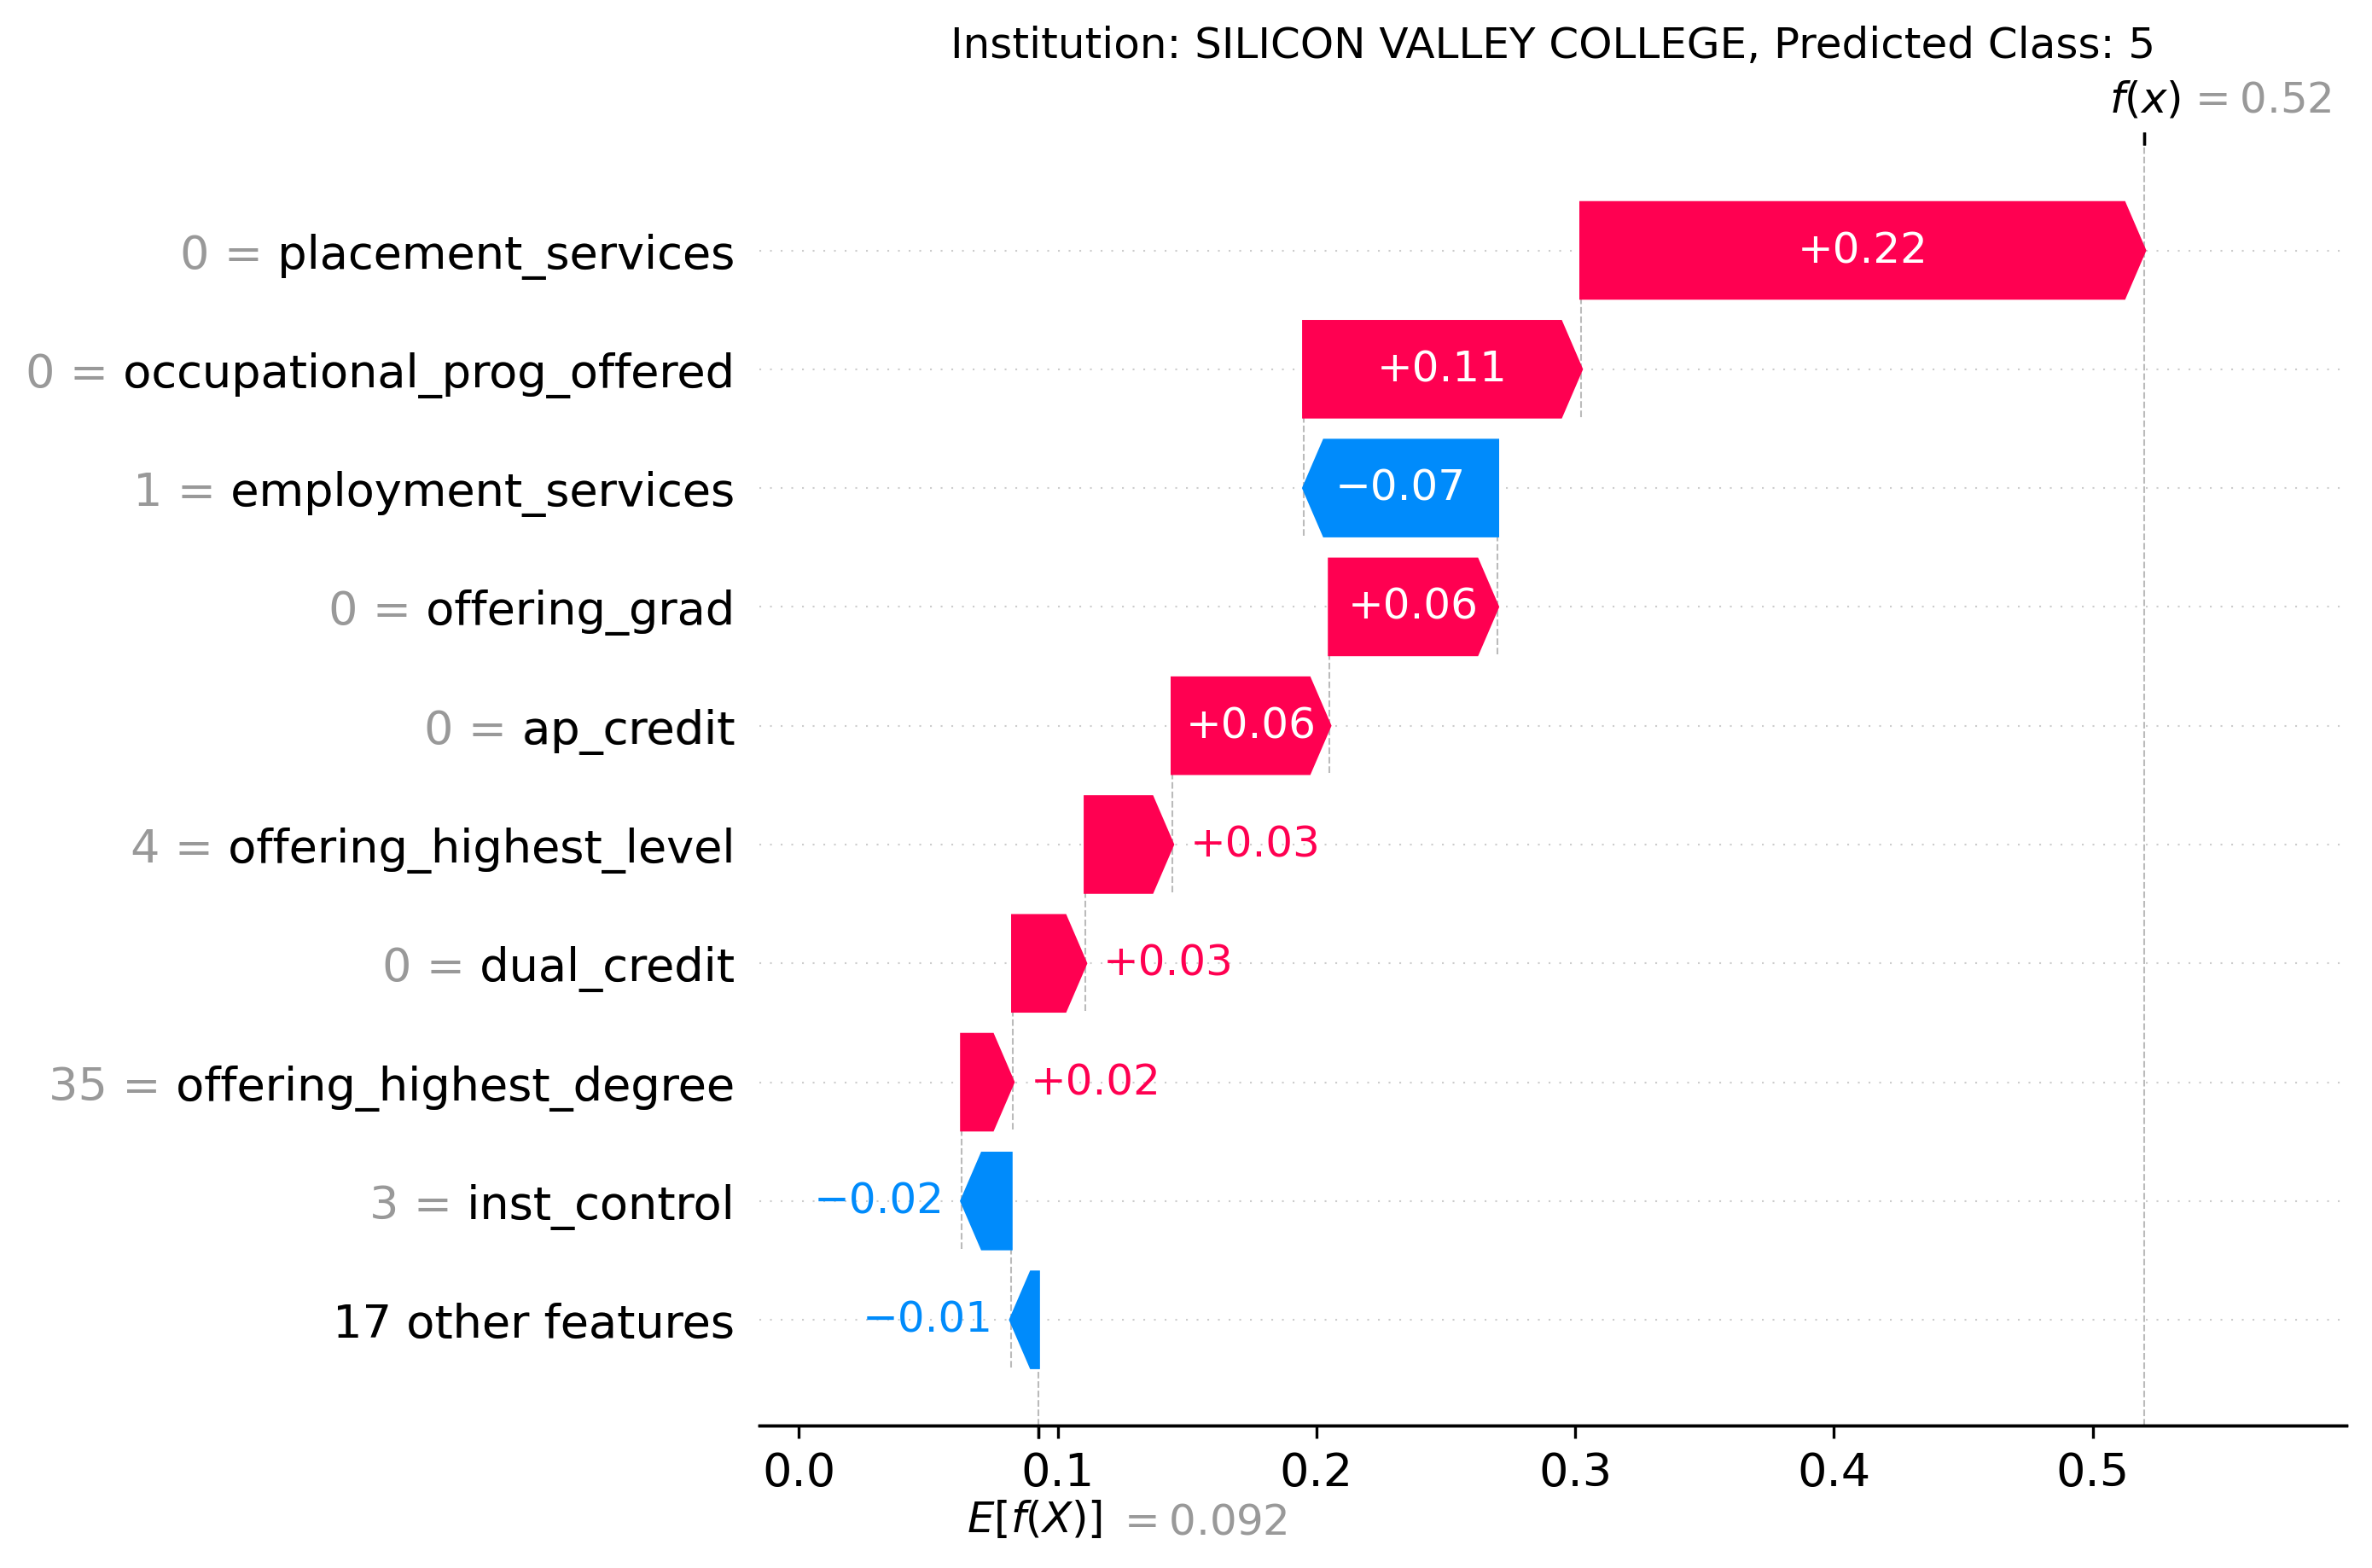 Institution: SILICON VALLEY COLLEGE, Predicted Class: 5
f(x) = 0.52
0 = placement_services +0.22
0 = occupational_prog_offered +0.11
1 = employment_services −0.07
0 = offering_grad +0.06
0 = ap_credit +0.06
4 = offering_highest_level +0.03
0 = dual_credit +0.03
35 = offering_highest_degree +0.02
3 = inst_control −0.02
17 other features −0.01
0.0 0.1 0.2 0.3 0.4 0.5
E[f(X)] = 0.092